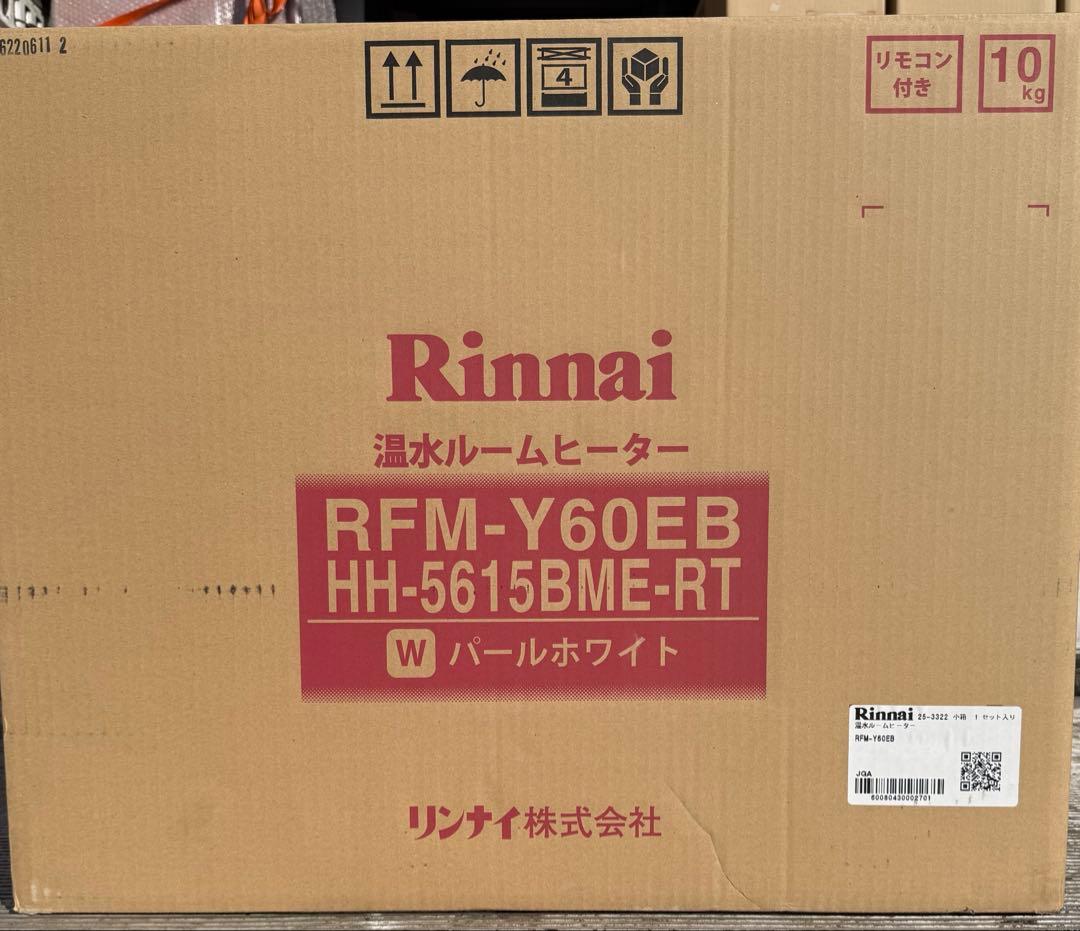 6220611 2
4
リモコン
付き
10
kg
Rinnai
温水ルームヒーター
RFM-Y60EB
HH-5615BME-RT
W パールホワイト
Rinnai 25-3322 小箱 1 セット入り
温水ルームヒーター
RFM-Y60EB
JGA
60080430002701
リンナイ株式会社